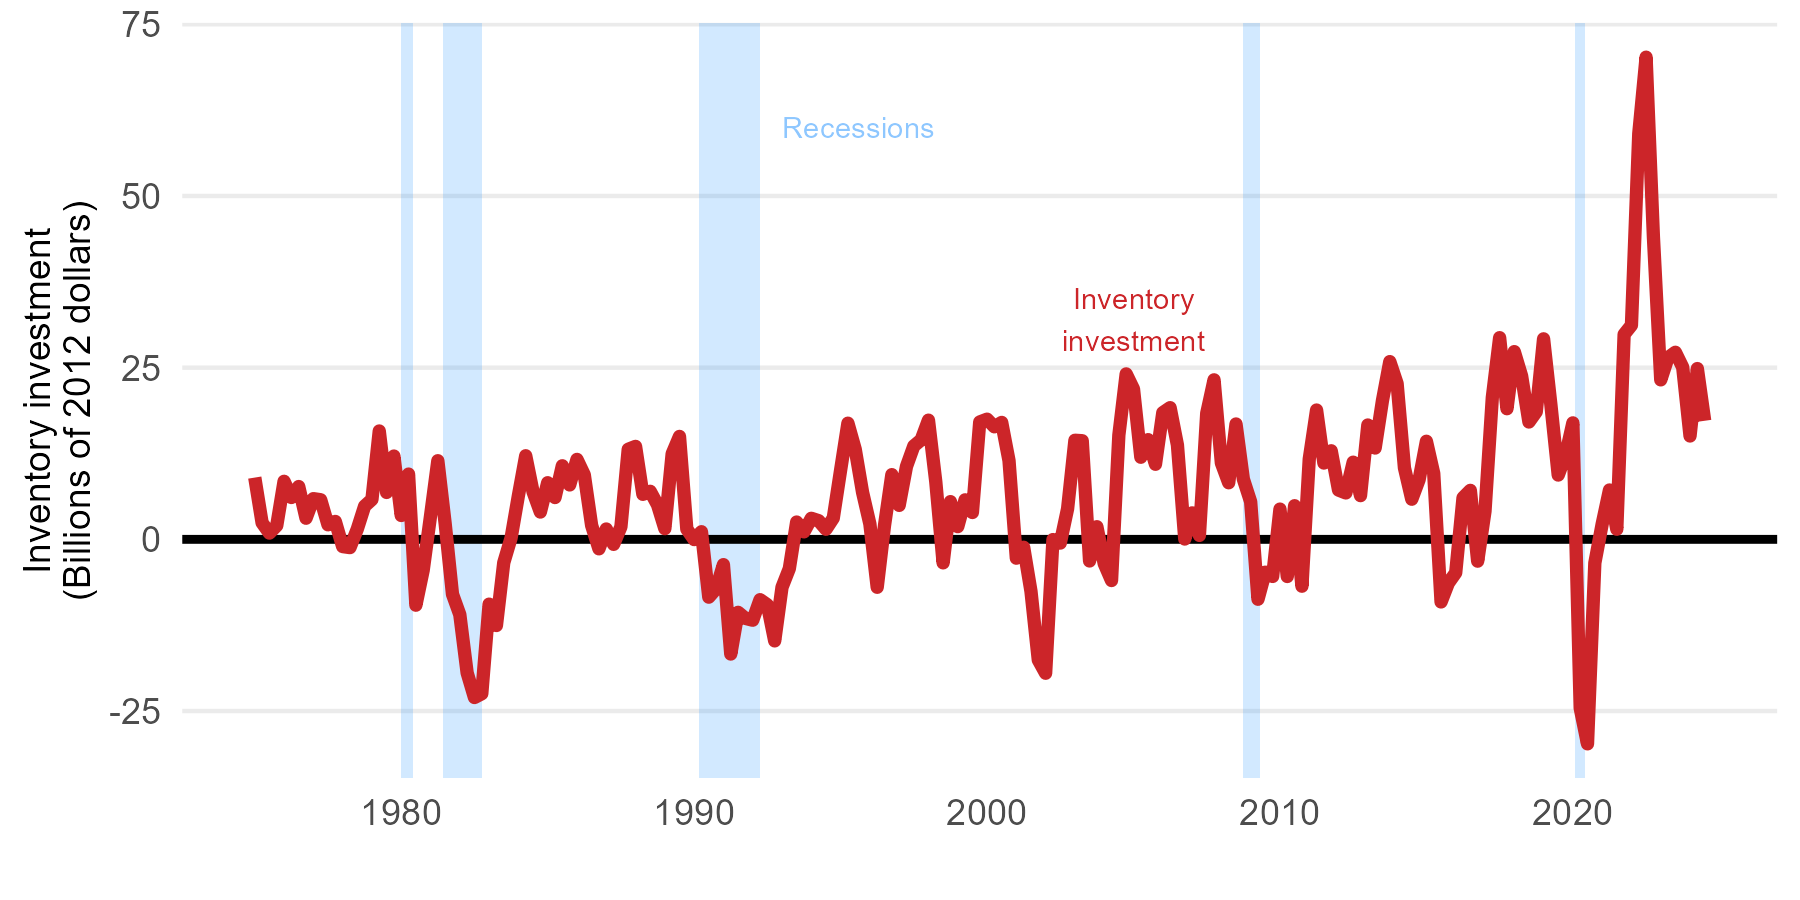 Inventory investment
(Billions of 2012 dollars)
75
50
25
0
-25
Recessions
Inventory
investment
1980
1990
2000
2010
2020